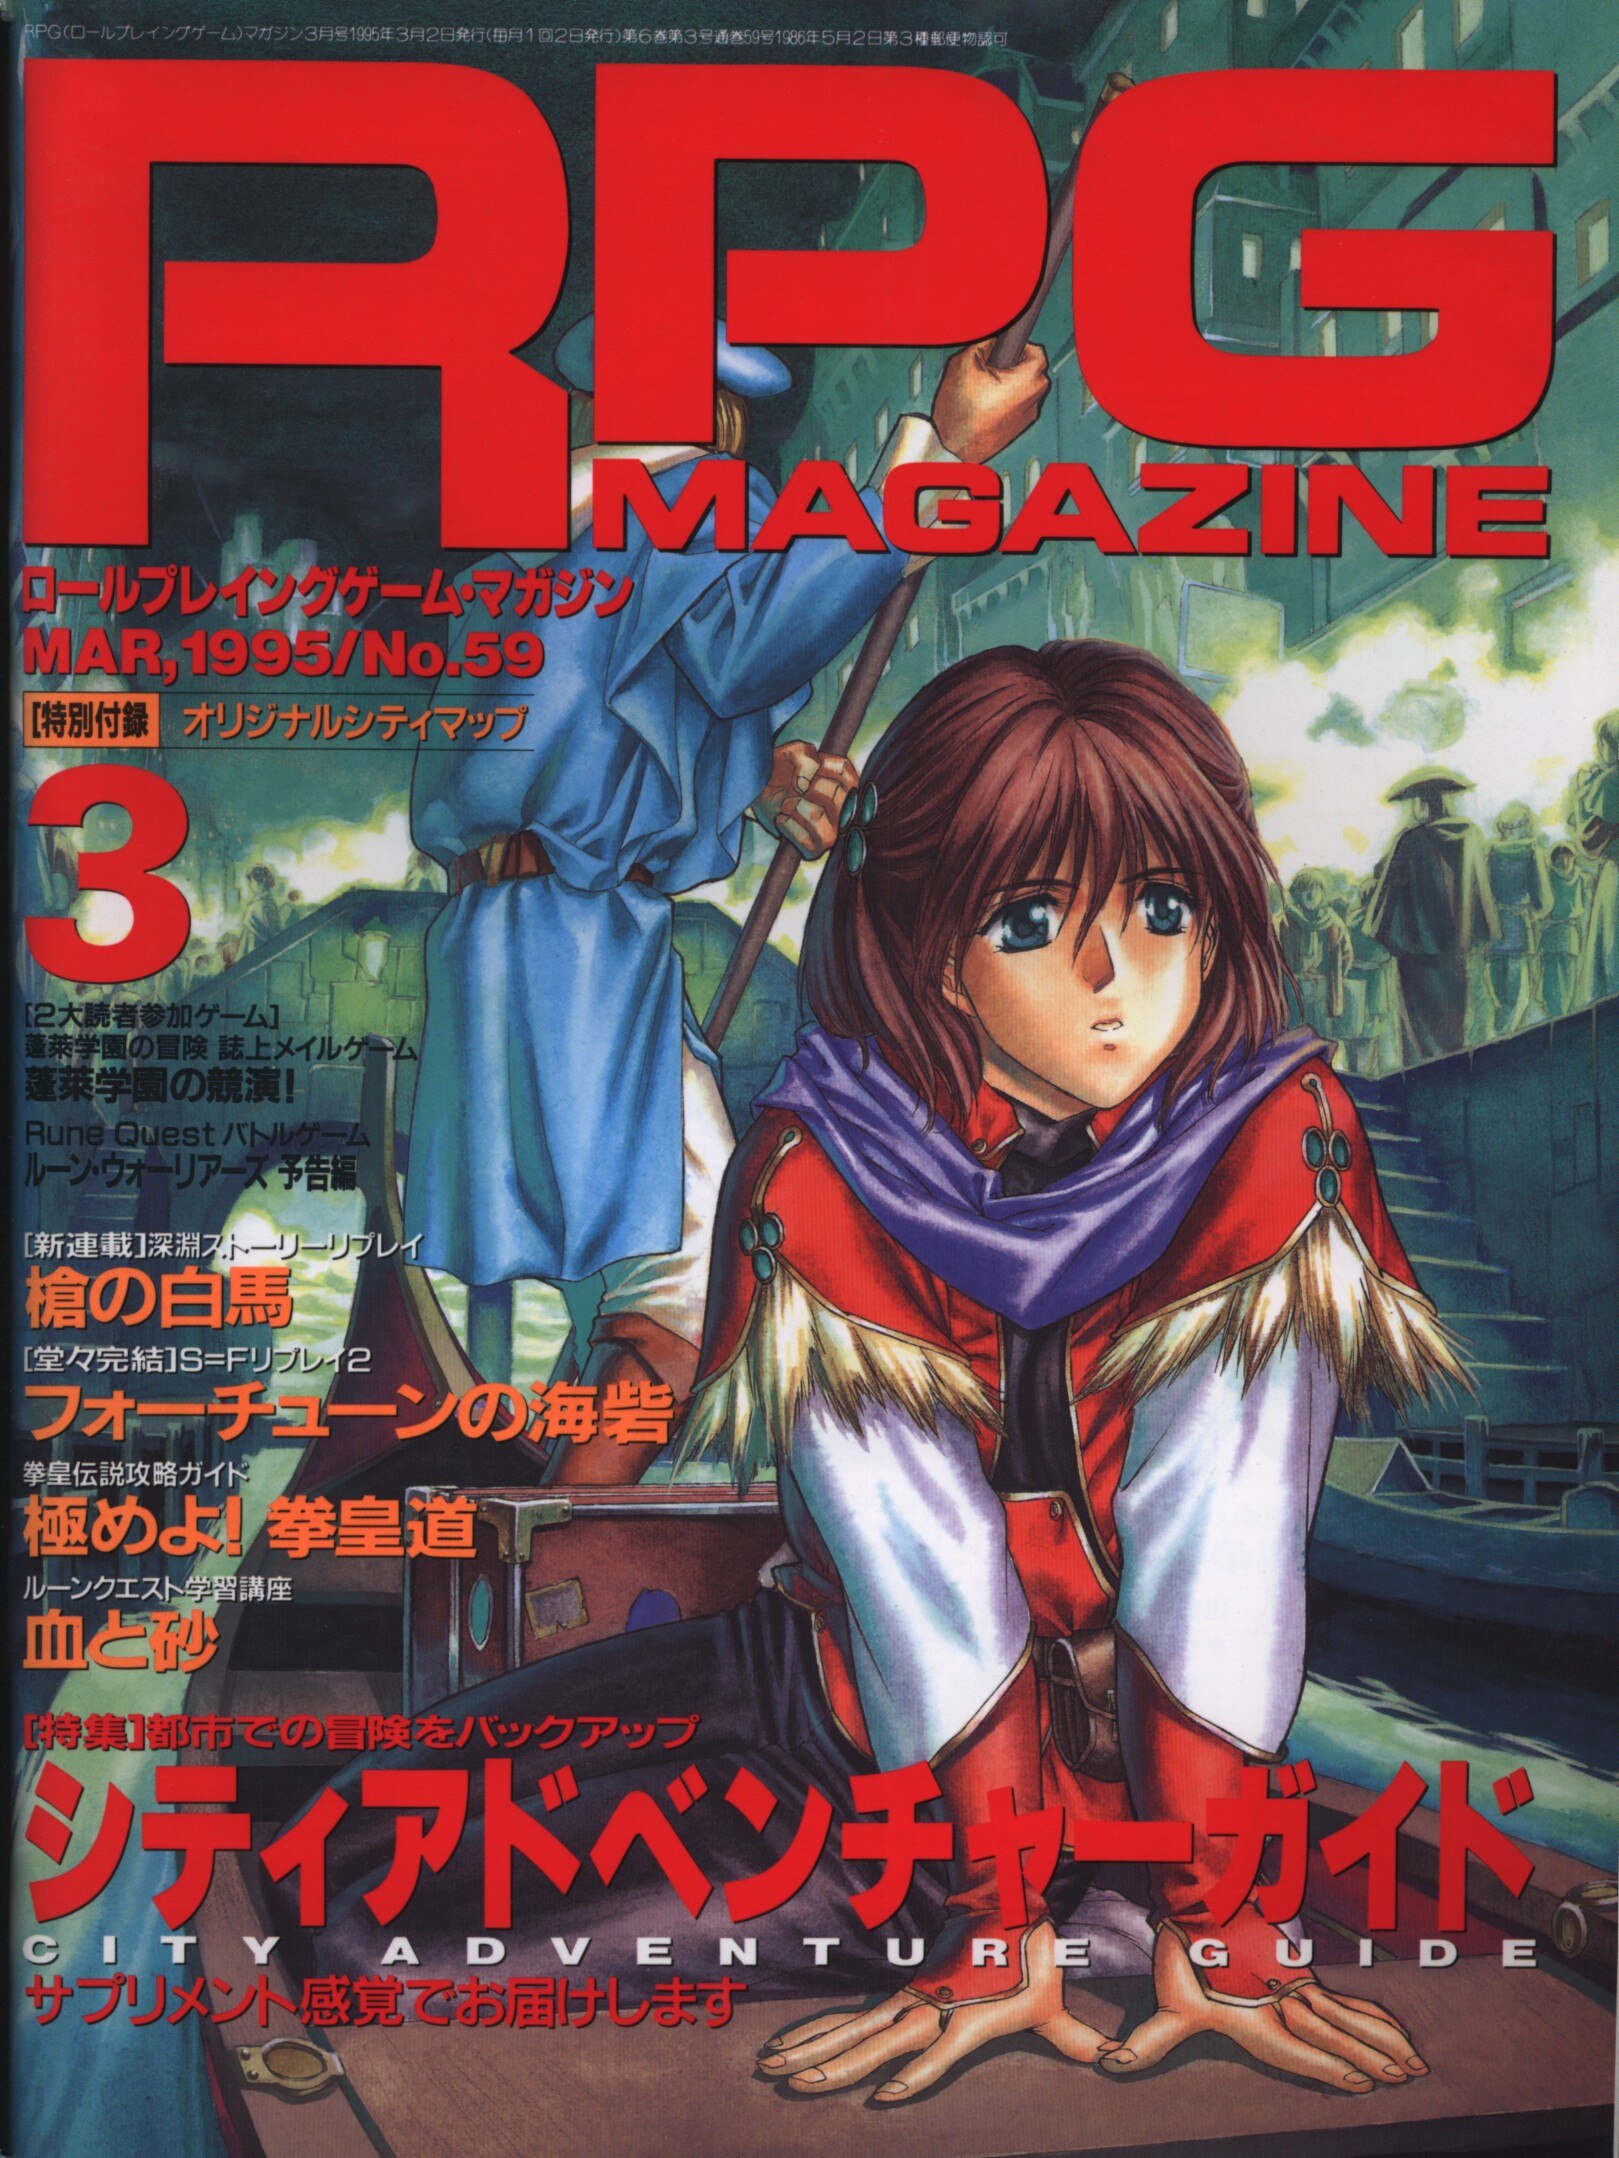 RPG(ロールプレイングゲーム)マガジン3月号1995年3月2日発行(毎月1回2日発行)第6巻第3号通巻59号1986年5月2日第3種郵便物認可
RPG
MAGAZINE
ロールプレイングゲーム・マガジン
MAR,1995/No.59
[特別付録 オリジナルシティマップ
3
[2大読者参加ゲーム]
蓬萊学園の冒険 誌上メイルゲーム
蓬萊学園の競演!
Rune Quest バトルゲーム
ルーン・ウォーリアーズ 予告編
[新連載]深淵ストーリーリプレイ
槍の白馬
[堂々完結]S=Fリプレイ2
フォーチューンの海砦
拳皇伝説攻略ガイド
極めよ! 拳皇道
ルーンクエスト学習講座
血と砂
[特集]都市での冒険をバックアップ
シティアドベンチャーガイド
CITY ADVENTURE GUIDE
サプリメント感覚でお届けします